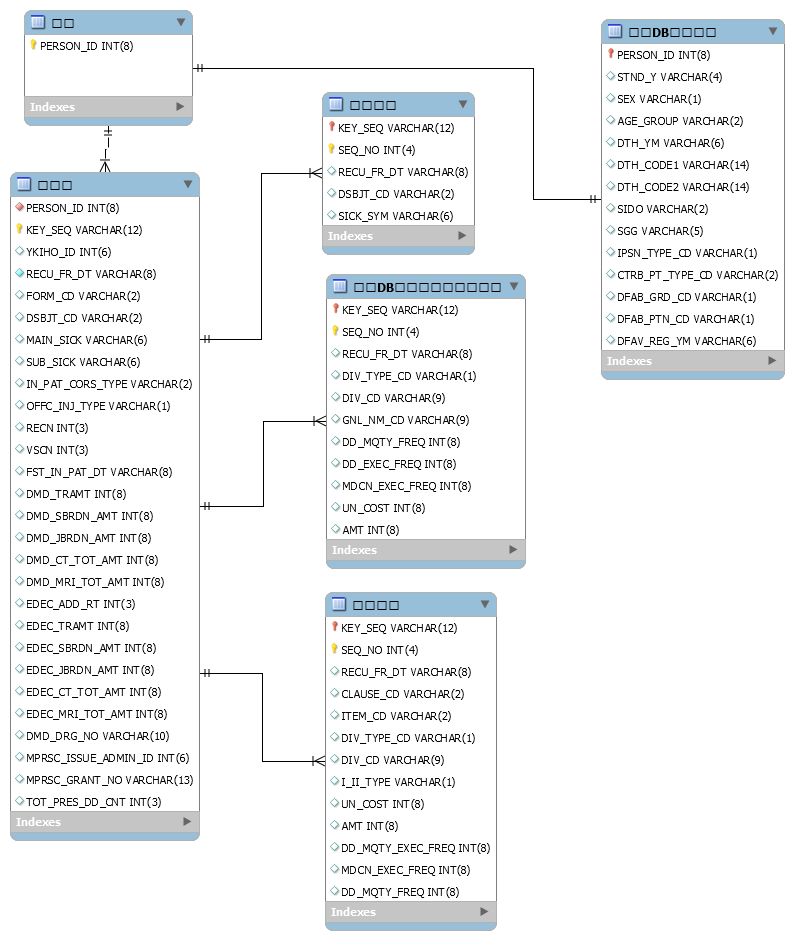 PERSON_ID INT(8)
Indexes
DB
PERSON_ID INT(8)
STND_Y VARCHAR(4)
SEX VARCHAR(1)
AGE_GROUP VARCHAR(2)
DTH_YM VARCHAR(6)
DTH_CODE1 VARCHAR(14)
DTH_CODE2 VARCHAR(14)
SIDO VARCHAR(2)
SGG VARCHAR(5)
IPSN_TYPE_CD VARCHAR(1)
CTRB_PT_TYPE_CD VARCHAR(2)
DFAB_GRD_CD VARCHAR(1)
DFAB_PTN_CD VARCHAR(1)
DFAV_REG_YM VARCHAR(6)
Indexes
PERSON_ID INT(8)
KEY_SEQ VARCHAR(12)
YKIHO_ID INT(6)
RECU_FR_DT VARCHAR(8)
FORM_CD VARCHAR(2)
DSBJT_CD VARCHAR(2)
MAIN_SICK VARCHAR(6)
SUB_SICK VARCHAR(6)
IN_PAT_CORS_TYPE VARCHAR(2)
OFFC_INJ_TYPE VARCHAR(1)
RECN INT(3)
VSCN INT(3)
FST_IN_PAT_DT VARCHAR(8)
DMD_TRAMT INT(8)
DMD_SBRDN_AMT INT(8)
DMD_JBRDN_AMT INT(8)
DMD_CT_TOT_AMT INT(8)
DMD_MRI_TOT_AMT INT(8)
EDEC_ADD_RT INT(3)
EDEC_TRAMT INT(8)
EDEC_SBRDN_AMT INT(8)
EDEC_JBRDN_AMT INT(8)
EDEC_CT_TOT_AMT INT(8)
EDEC_MRI_TOT_AMT INT(8)
DMD_DRG_NO VARCHAR(10)
MPRSC_ISSUE_ADMIN_ID INT(6)
MPRSC_GRANT_NO VARCHAR(13)
TOT_PRES_DD_CNT INT(3)
Indexes
KEY_SEQ VARCHAR(12)
SEQ_NO INT(4)
RECU_FR_DT VARCHAR(8)
DSBJT_CD VARCHAR(2)
SICK_SYM VARCHAR(6)
Indexes
DB
KEY_SEQ VARCHAR(12)
SEQ_NO INT(4)
RECU_FR_DT VARCHAR(8)
DIV_TYPE_CD VARCHAR(1)
DIV_CD VARCHAR(9)
GNL_NM_CD VARCHAR(9)
DD_MQTY_FREQ INT(8)
DD_EXEC_FREQ INT(8)
MDCN_EXEC_FREQ INT(8)
UN_COST INT(8)
AMT INT(8)
Indexes
KEY_SEQ VARCHAR(12)
SEQ_NO INT(4)
RECU_FR_DT VARCHAR(8)
CLAUSE_CD VARCHAR(2)
ITEM_CD VARCHAR(2)
DIV_TYPE_CD VARCHAR(1)
DIV_CD VARCHAR(9)
I_II_TYPE VARCHAR(1)
UN_COST INT(8)
AMT INT(8)
DD_MQTY_EXEC_FREQ INT(8)
MDCN_EXEC_FREQ INT(8)
DD_MQTY_FREQ INT(8)
Indexes